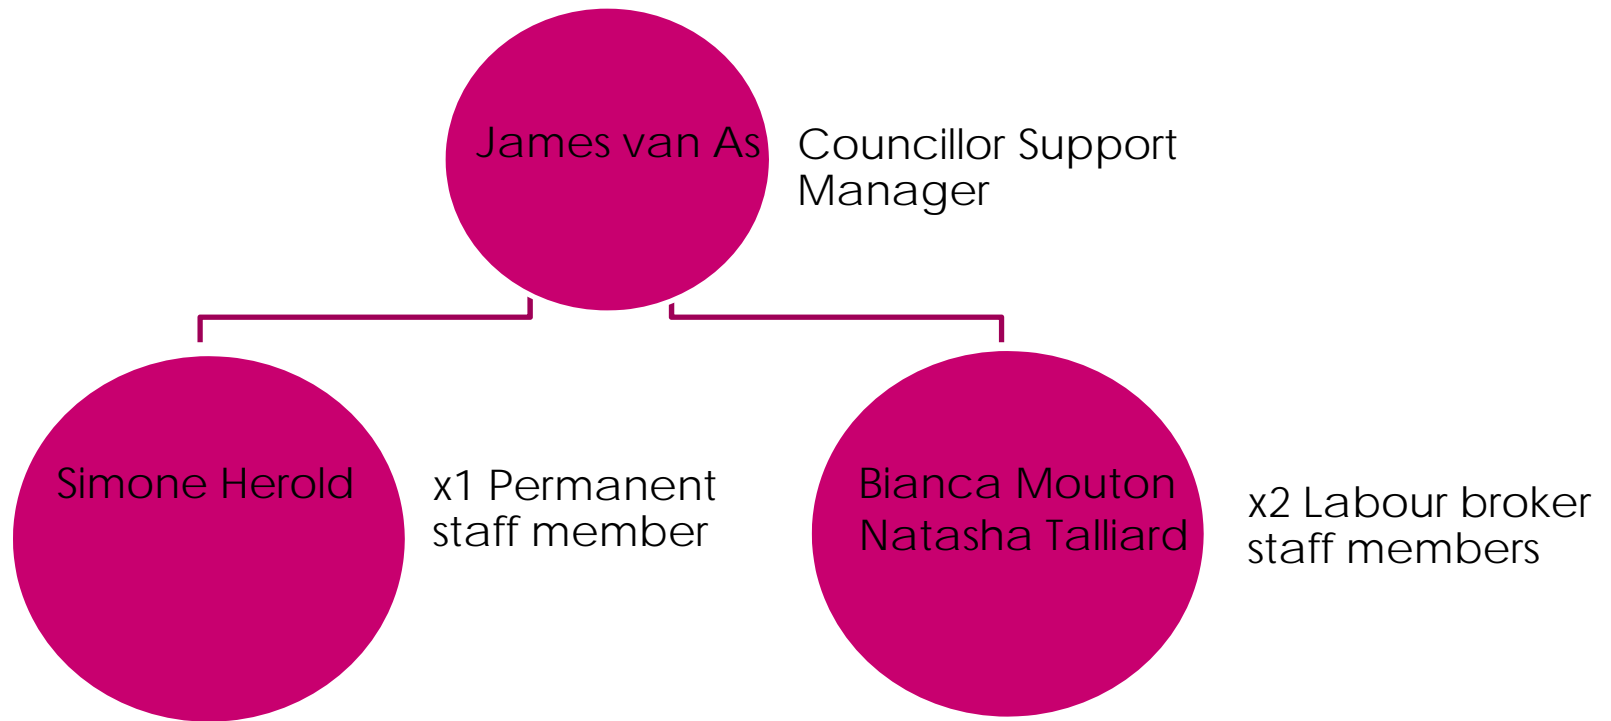 James van As
Councillor Support
Manager
Simone Herold
x1 Permanent
staff member
Bianca Mouton
Natasha Talliard
x2 Labour broker
staff members